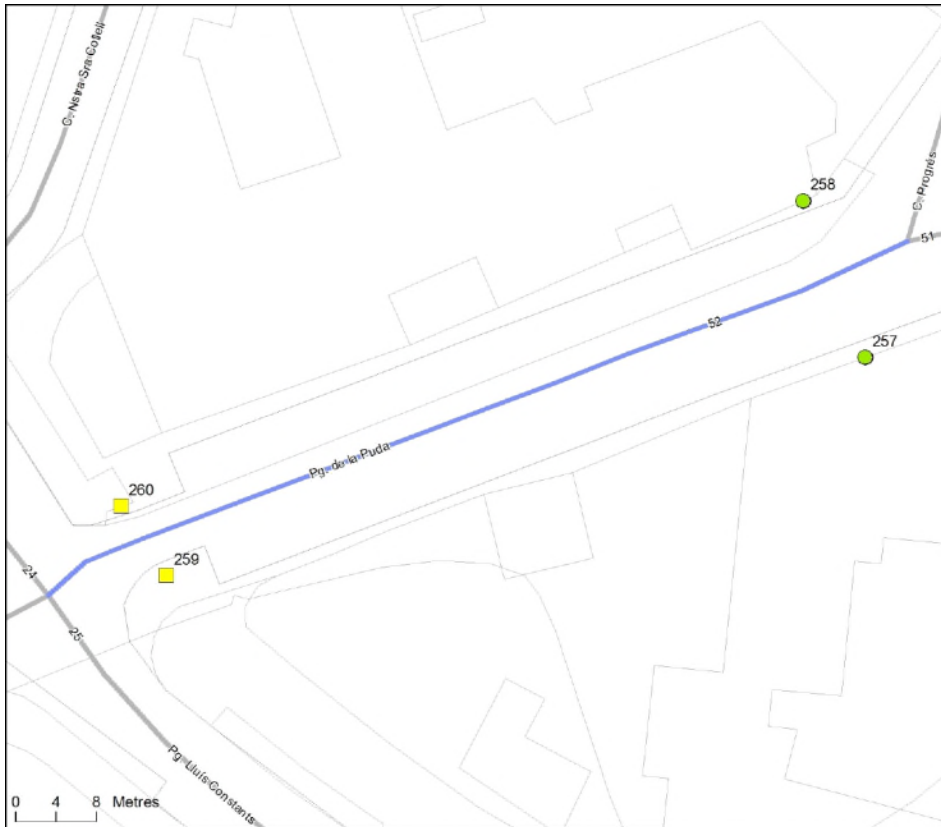 C. Nstra Sra Cotell
258
C. Progrés
51
52
257
Pg. de la Puda
260
259
24
25
Pg. Lluís Constants
0 4 8 Metres